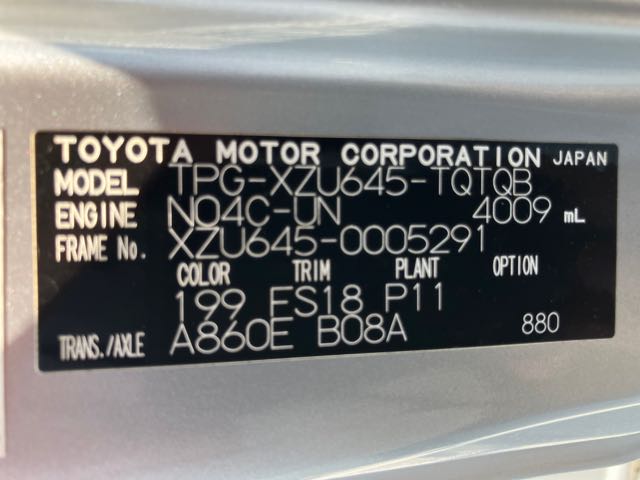 TOYOTA MOTOR CORPORATION JAPAN
MODEL TPG-XZU645-TQTQB
ENGINE N04C-UN 4009 mL
FRAME No. XZU645-0005291
COLOR TRIM PLANT OPTION
199 FS18 P11
TRANS./AXLE A860E B08A 880